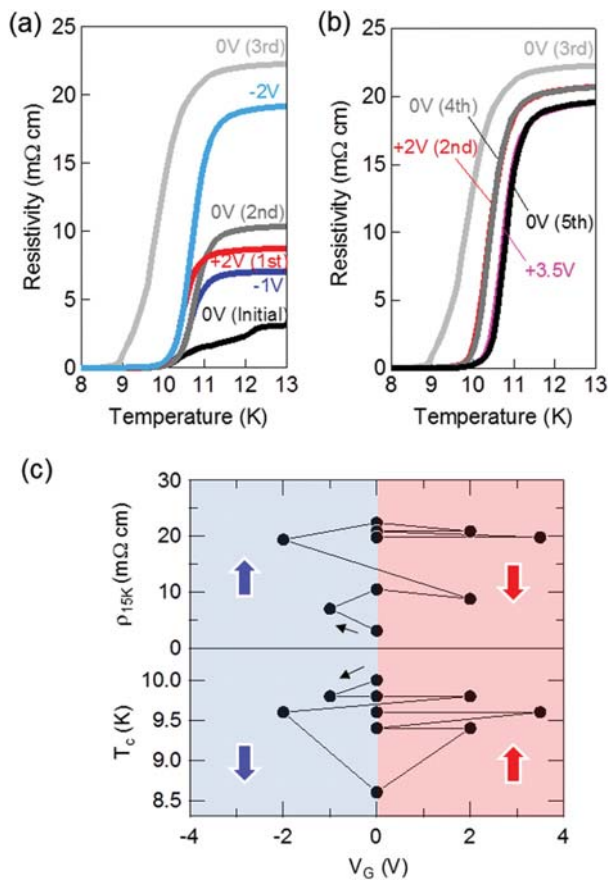 (a)
25
20
15
10
5
0
Resistivity (mΩ cm)
0V (3rd)
-2V
0V (2nd)
+2V (1st)
-1V
0V (Initial)
8 9 10 11 12 13
Temperature (K)
(b)
25
20
15
10
5
0
Resistivity (mΩ cm)
0V (3rd)
0V (4th)
+2V (2nd)
0V (5th)
+3.5V
8 9 10 11 12 13
Temperature (K)
(c)
30
20
10
0
ρ15K (mΩ cm)
10.0
9.5
9.0
8.5
Tc (K)
-4 -2 0 2 4
VG (V)